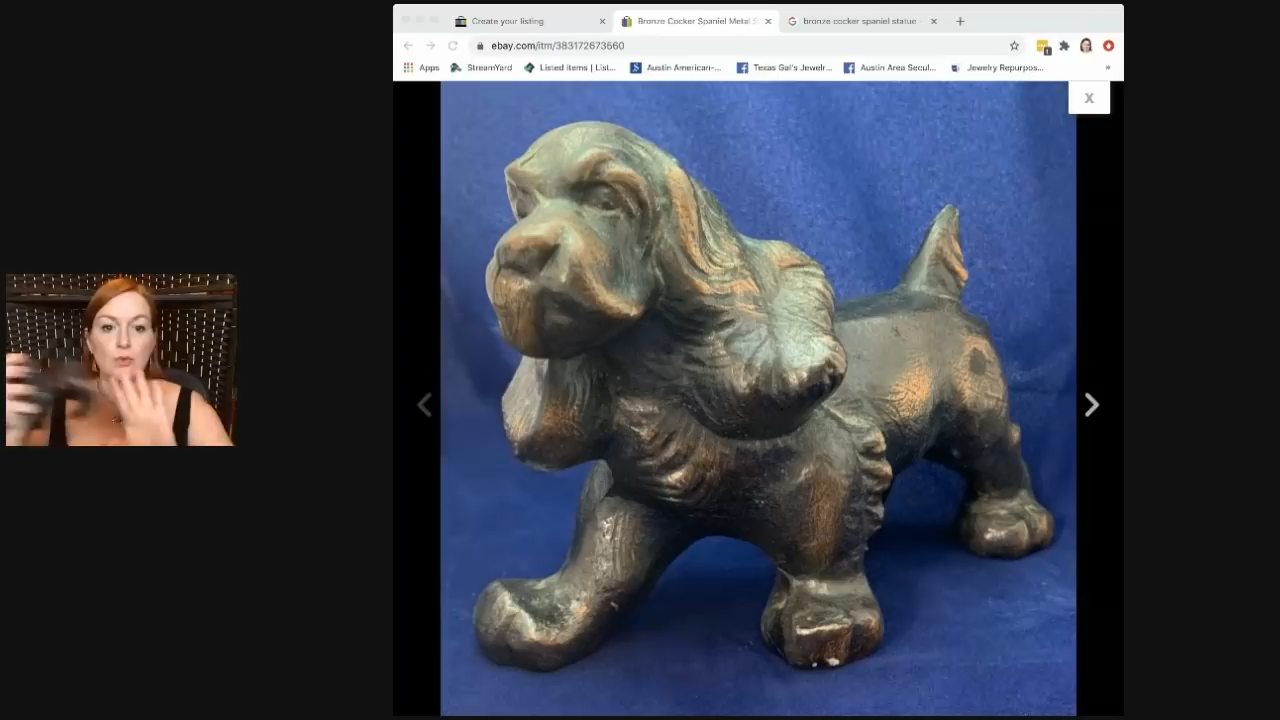 Create your listing
Bronze Cocker Spaniel Metal S
bronze cocker spaniel statue -
ebay.com/itm/383172673560
Apps
StreamYard
Listed items | List...
Austin American-...
Texas Gal's Jewelr...
Austin Area Secul...
Jewelry Repurpos...
»
X